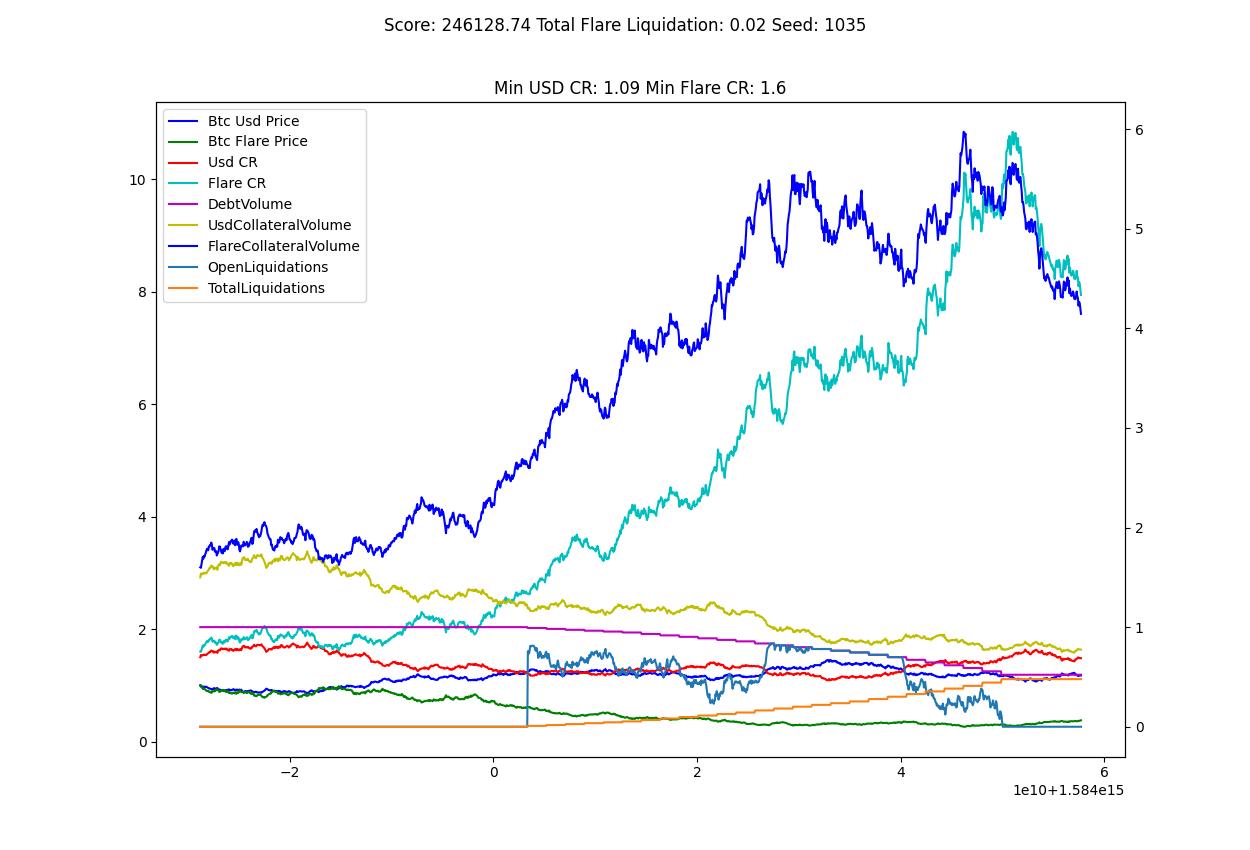 Score: 246128.74 Total Flare Liquidation: 0.02 Seed: 1035
Min USD CR: 1.09 Min Flare CR: 1.6
Btc Usd Price
Btc Flare Price
Usd CR
Flare CR
DebtVolume
UsdCollateralVolume
FlareCollateralVolume
OpenLiquidations
TotalLiquidations
10
8
6
4
2
0
6
5
4
3
2
1
0
−2 0 2 4 6
1e10+1.584e15